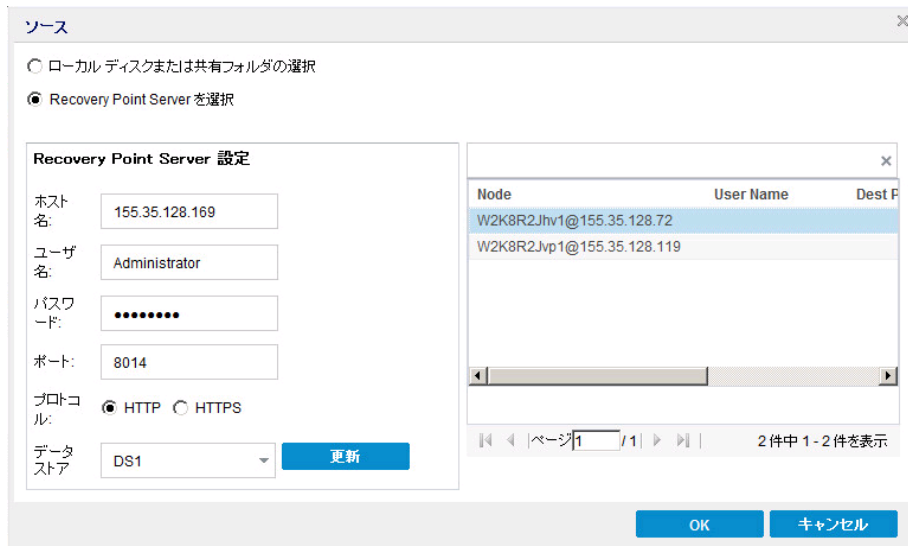 ソース
ローカル ディスクまたは共有フォルダの選択
Recovery Point Server を選択
Recovery Point Server 設定
ホスト
名:
155.35.128.169
ユーザ
名:
Administrator
パスワ
ード:
••••••••
ポート:
8014
プロトコ
ル:
HTTP HTTPS
データ
ストア
DS1
更新
Node User Name Dest P
W2K8R2Jhv1@155.35.128.72
W2K8R2Jvp1@155.35.128.119
ページ 1 / 1
2 件中 1 - 2 件を表示
OK キャンセル